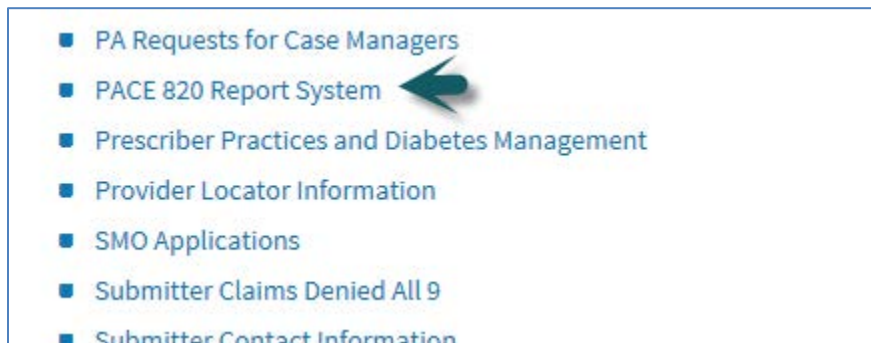 PA Requests for Case Managers
PACE 820 Report System
Prescriber Practices and Diabetes Management
Provider Locator Information
SMO Applications
Submitter Claims Denied All 9
Submitter Contact Information